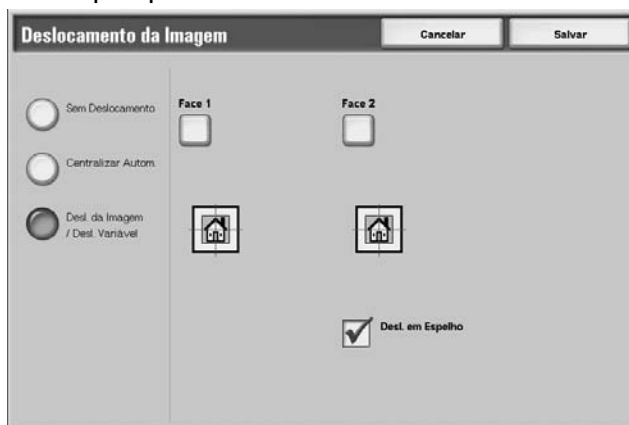 Deslocamento da Imagem
Cancelar
Salvar
Sem Deslocamento
Centralizar Autom.
Desl. da Imagem
/ Desl. Variável
Face 1
Face 2
Desl. em Espelho